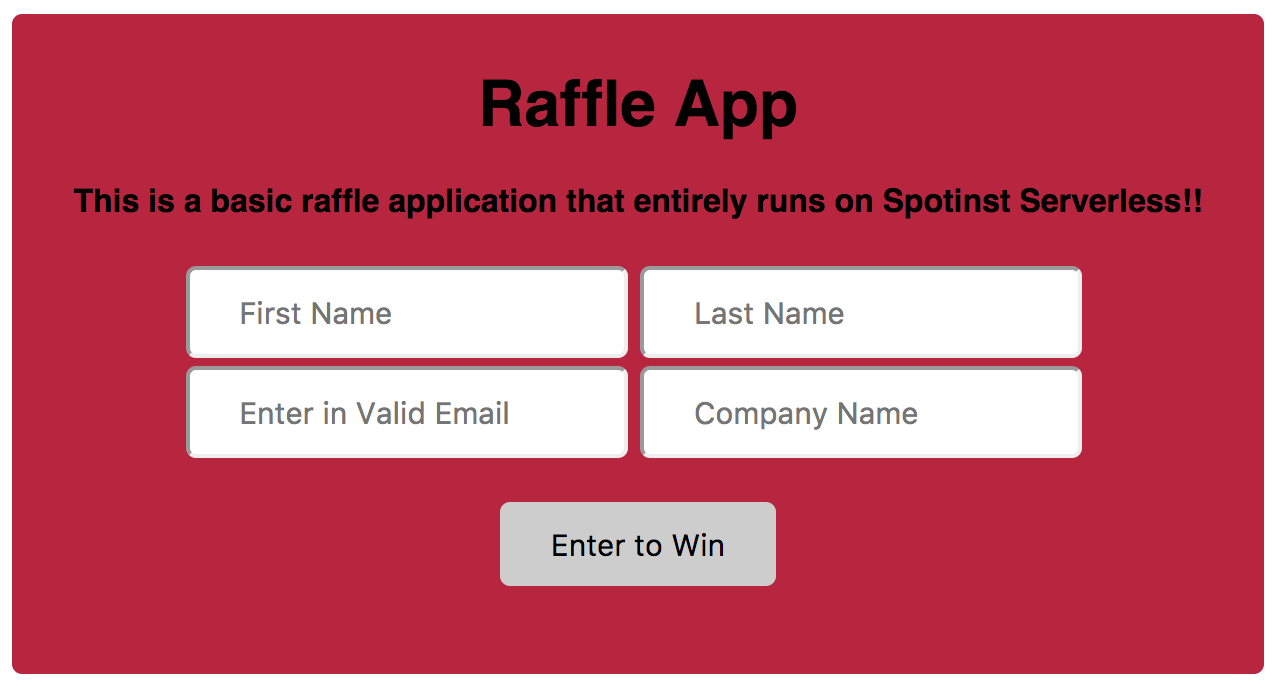 Raffle App
This is a basic raffle application that entirely runs on Spotinst Serverless!!
First Name
Last Name
Enter in Valid Email
Company Name
Enter to Win